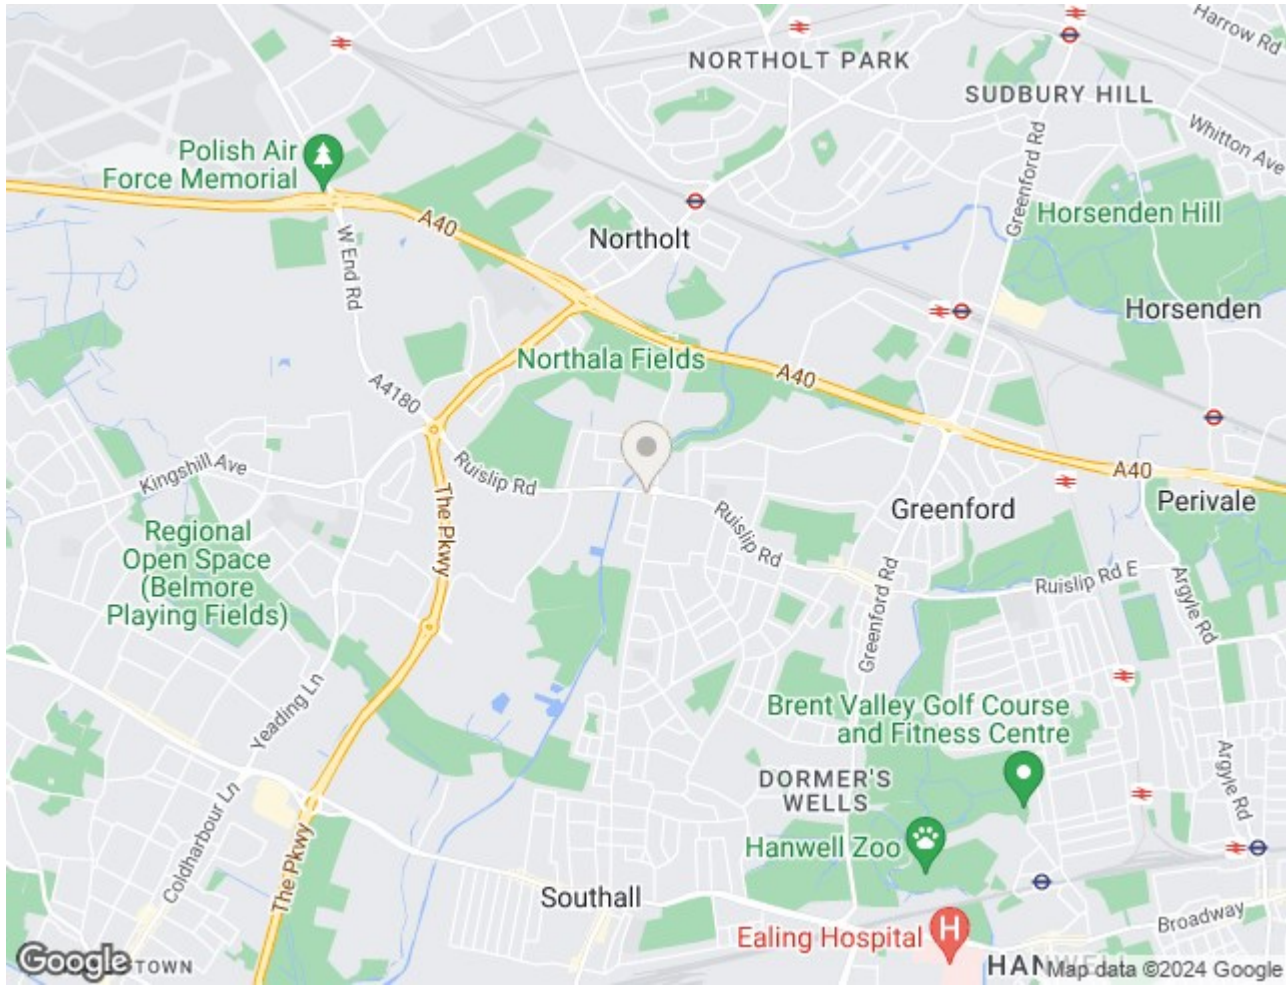 Harrow Rd
NORTHOLT PARK
SUDBURY HILL
Whitton Ave
Polish Air
Force Memorial
Greenford Rd
A40
Horsenden Hill
Northolt
W End Rd
Horsenden
Northala Fields
A40
A4180
Kingshill Ave
Ruislip Rd
A40
The Pkwy
Greenford
Perivale
Regional
Open Space
(Belmore
Playing Fields)
Ruislip Rd
Ruislip Rd E
Argyle Rd
Greenford Rd
Yeading Ln
Brent Valley Golf Course
and Fitness Centre
Argyle Rd
DORMER'S
WELLS
Coldharbour Ln
Hanwell Zoo
The Pkwy
Southall
Broadway
Ealing Hospital
H
Google
TOWN
HAN
Map data ©2024 Google